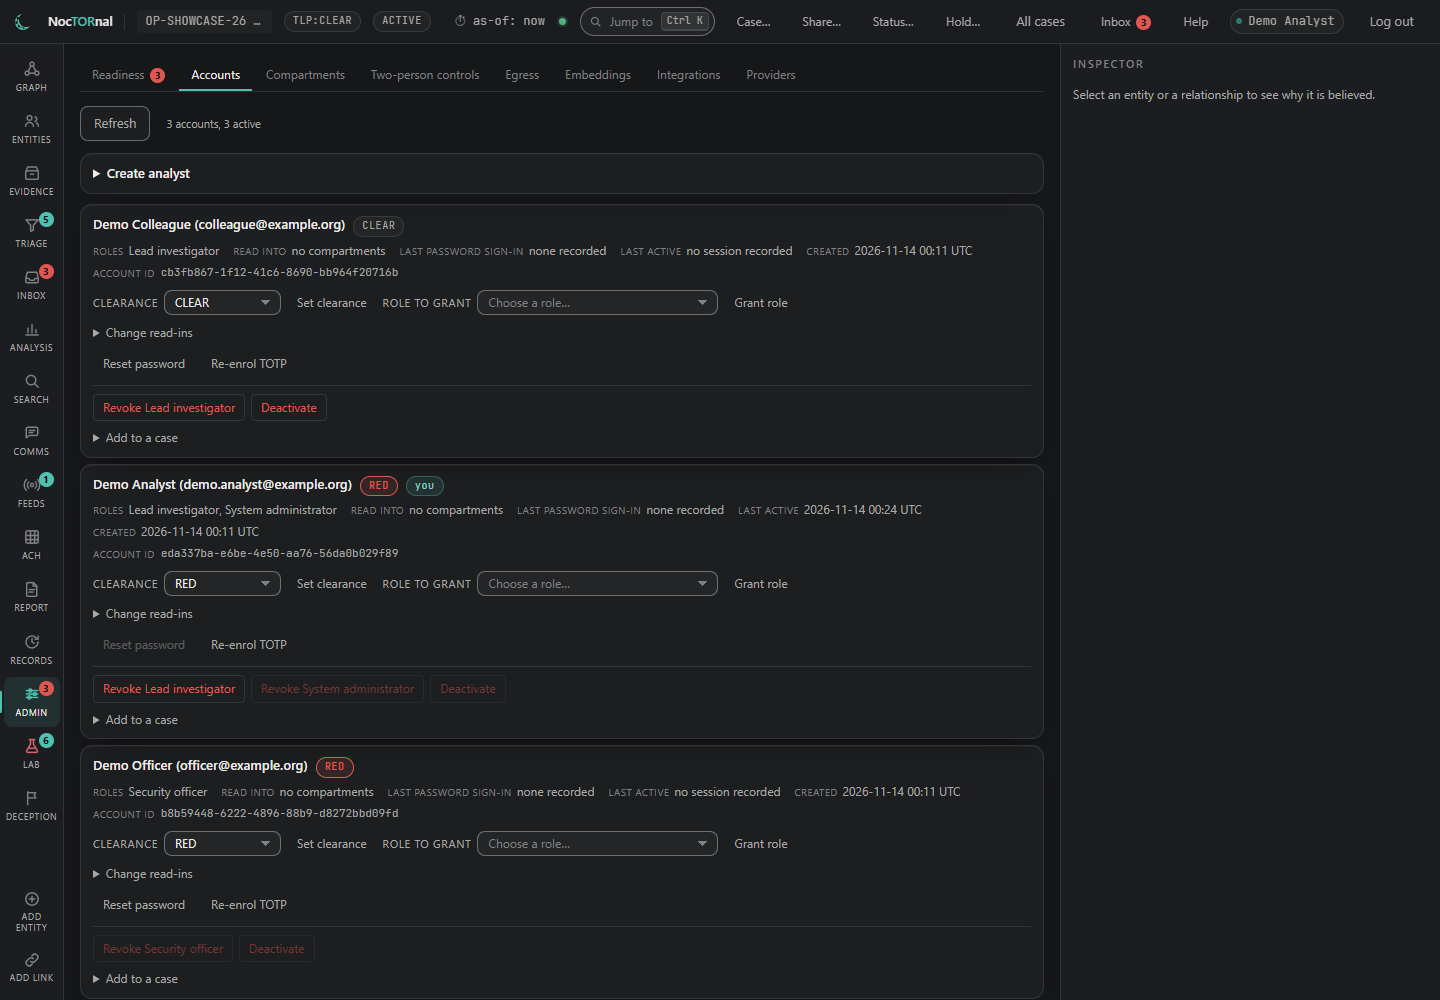 NocTORnal OP-SHOWCASE-26 … TLP:CLEAR ACTIVE as-of: now Jump to Ctrl K Case... Share... Status... Hold... All cases Inbox 3 Help Demo Analyst Log out
GRAPH
ENTITIES
EVIDENCE
5
TRIAGE
3
INBOX
ANALYSIS
SEARCH
COMMS
1
FEEDS
ACH
REPORT
RECORDS
3
ADMIN
6
LAB
DECEPTION
ADD
ENTITY
ADD LINK
Readiness 3 Accounts Compartments Two-person controls Egress Embeddings Integrations Providers
Refresh 3 accounts, 3 active
Create analyst
Demo Colleague (colleague@example.org) CLEAR
ROLES Lead investigator READ INTO no compartments LAST PASSWORD SIGN-IN none recorded LAST ACTIVE no session recorded CREATED 2026-11-14 00:11 UTC
ACCOUNT ID cb3fb867-1f12-41c6-8690-bb964f20716b
CLEARANCE CLEAR Set clearance ROLE TO GRANT Choose a role... Grant role
Change read-ins
Reset password Re-enrol TOTP
Revoke Lead investigator Deactivate
Add to a case
Demo Analyst (demo.analyst@example.org) RED you
ROLES Lead investigator, System administrator READ INTO no compartments LAST PASSWORD SIGN-IN none recorded LAST ACTIVE 2026-11-14 00:24 UTC
CREATED 2026-11-14 00:11 UTC
ACCOUNT ID eda337ba-e6be-4e50-aa76-56da0b029f89
CLEARANCE RED Set clearance ROLE TO GRANT Choose a role... Grant role
Change read-ins
Reset password Re-enrol TOTP
Revoke Lead investigator Revoke System administrator Deactivate
Add to a case
Demo Officer (officer@example.org) RED
ROLES Security officer READ INTO no compartments LAST PASSWORD SIGN-IN none recorded LAST ACTIVE no session recorded CREATED 2026-11-14 00:11 UTC
ACCOUNT ID b8b59448-6222-4896-88b9-d8272bbd09fd
CLEARANCE RED Set clearance ROLE TO GRANT Choose a role... Grant role
Change read-ins
Reset password Re-enrol TOTP
Revoke Security officer Deactivate
Add to a case
INSPECTOR
Select an entity or a relationship to see why it is believed.